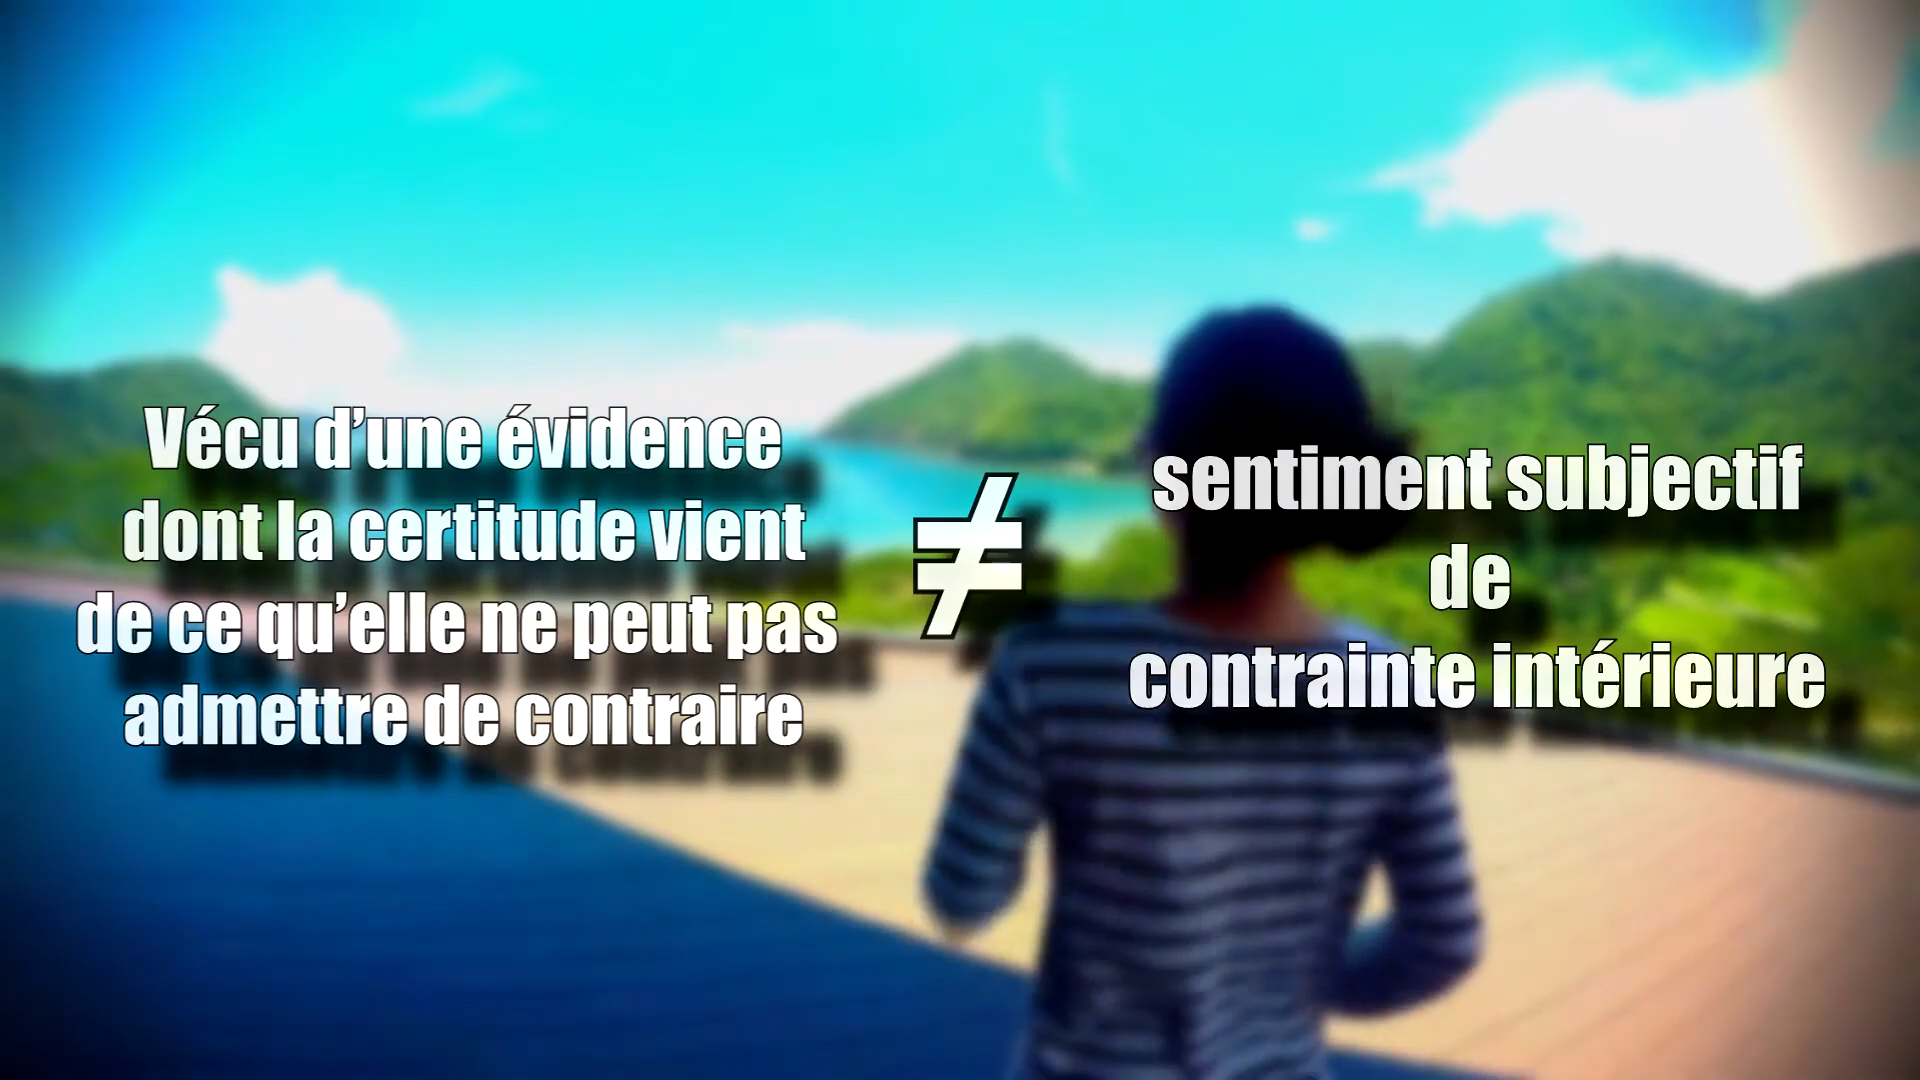 Vécu d’une évidence
dont la certitude vient
de ce qu’elle ne peut pas
admettre de contraire
≠
sentiment subjectif
de
contrainte intérieure